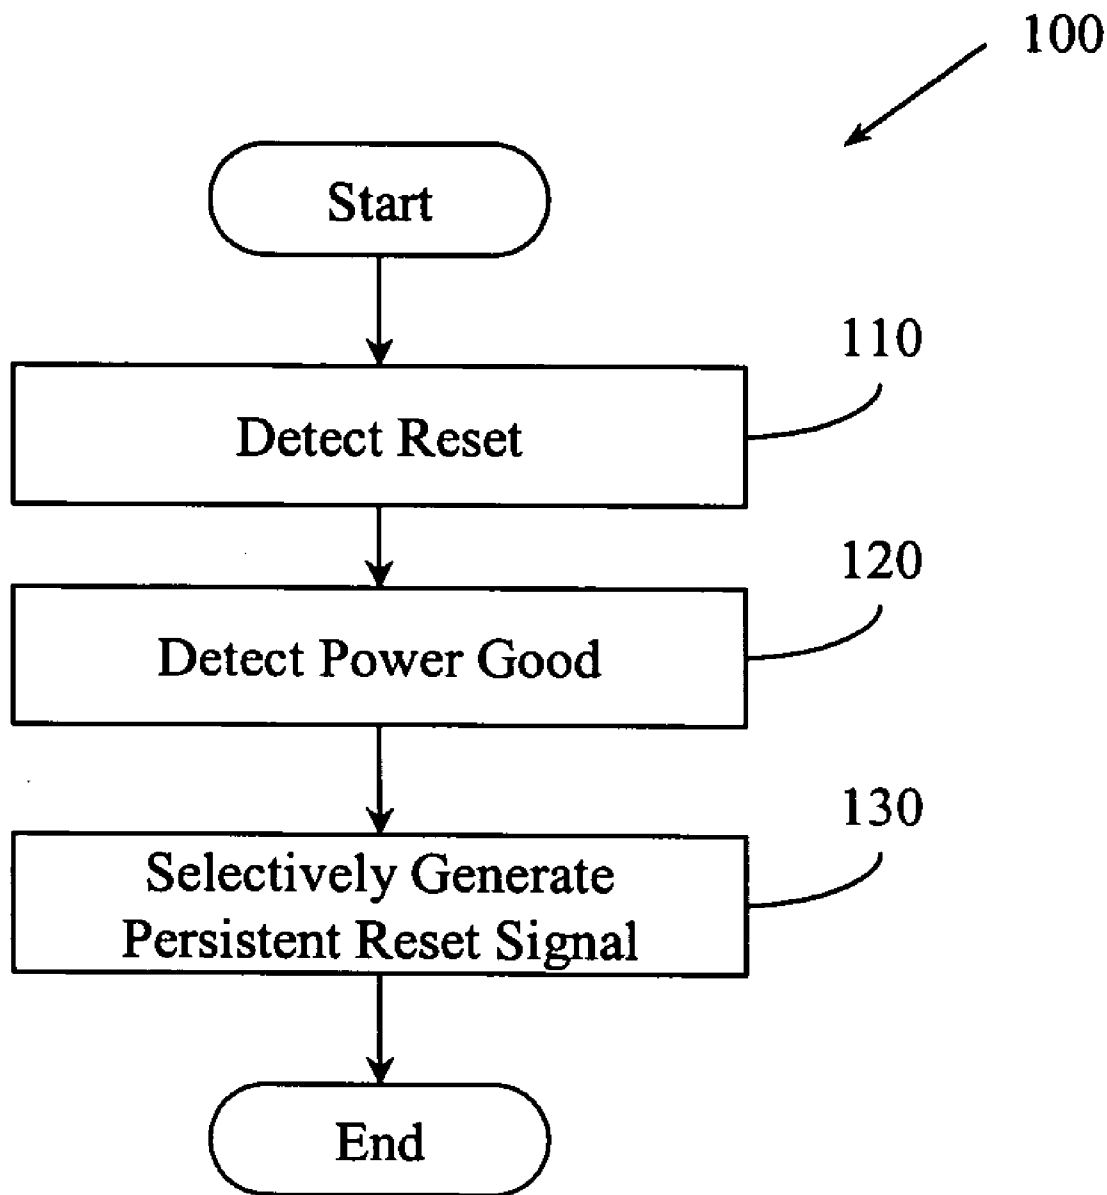 100
Start
110
Detect Reset
120
Detect Power Good
130
Selectively Generate
Persistent Reset Signal
End